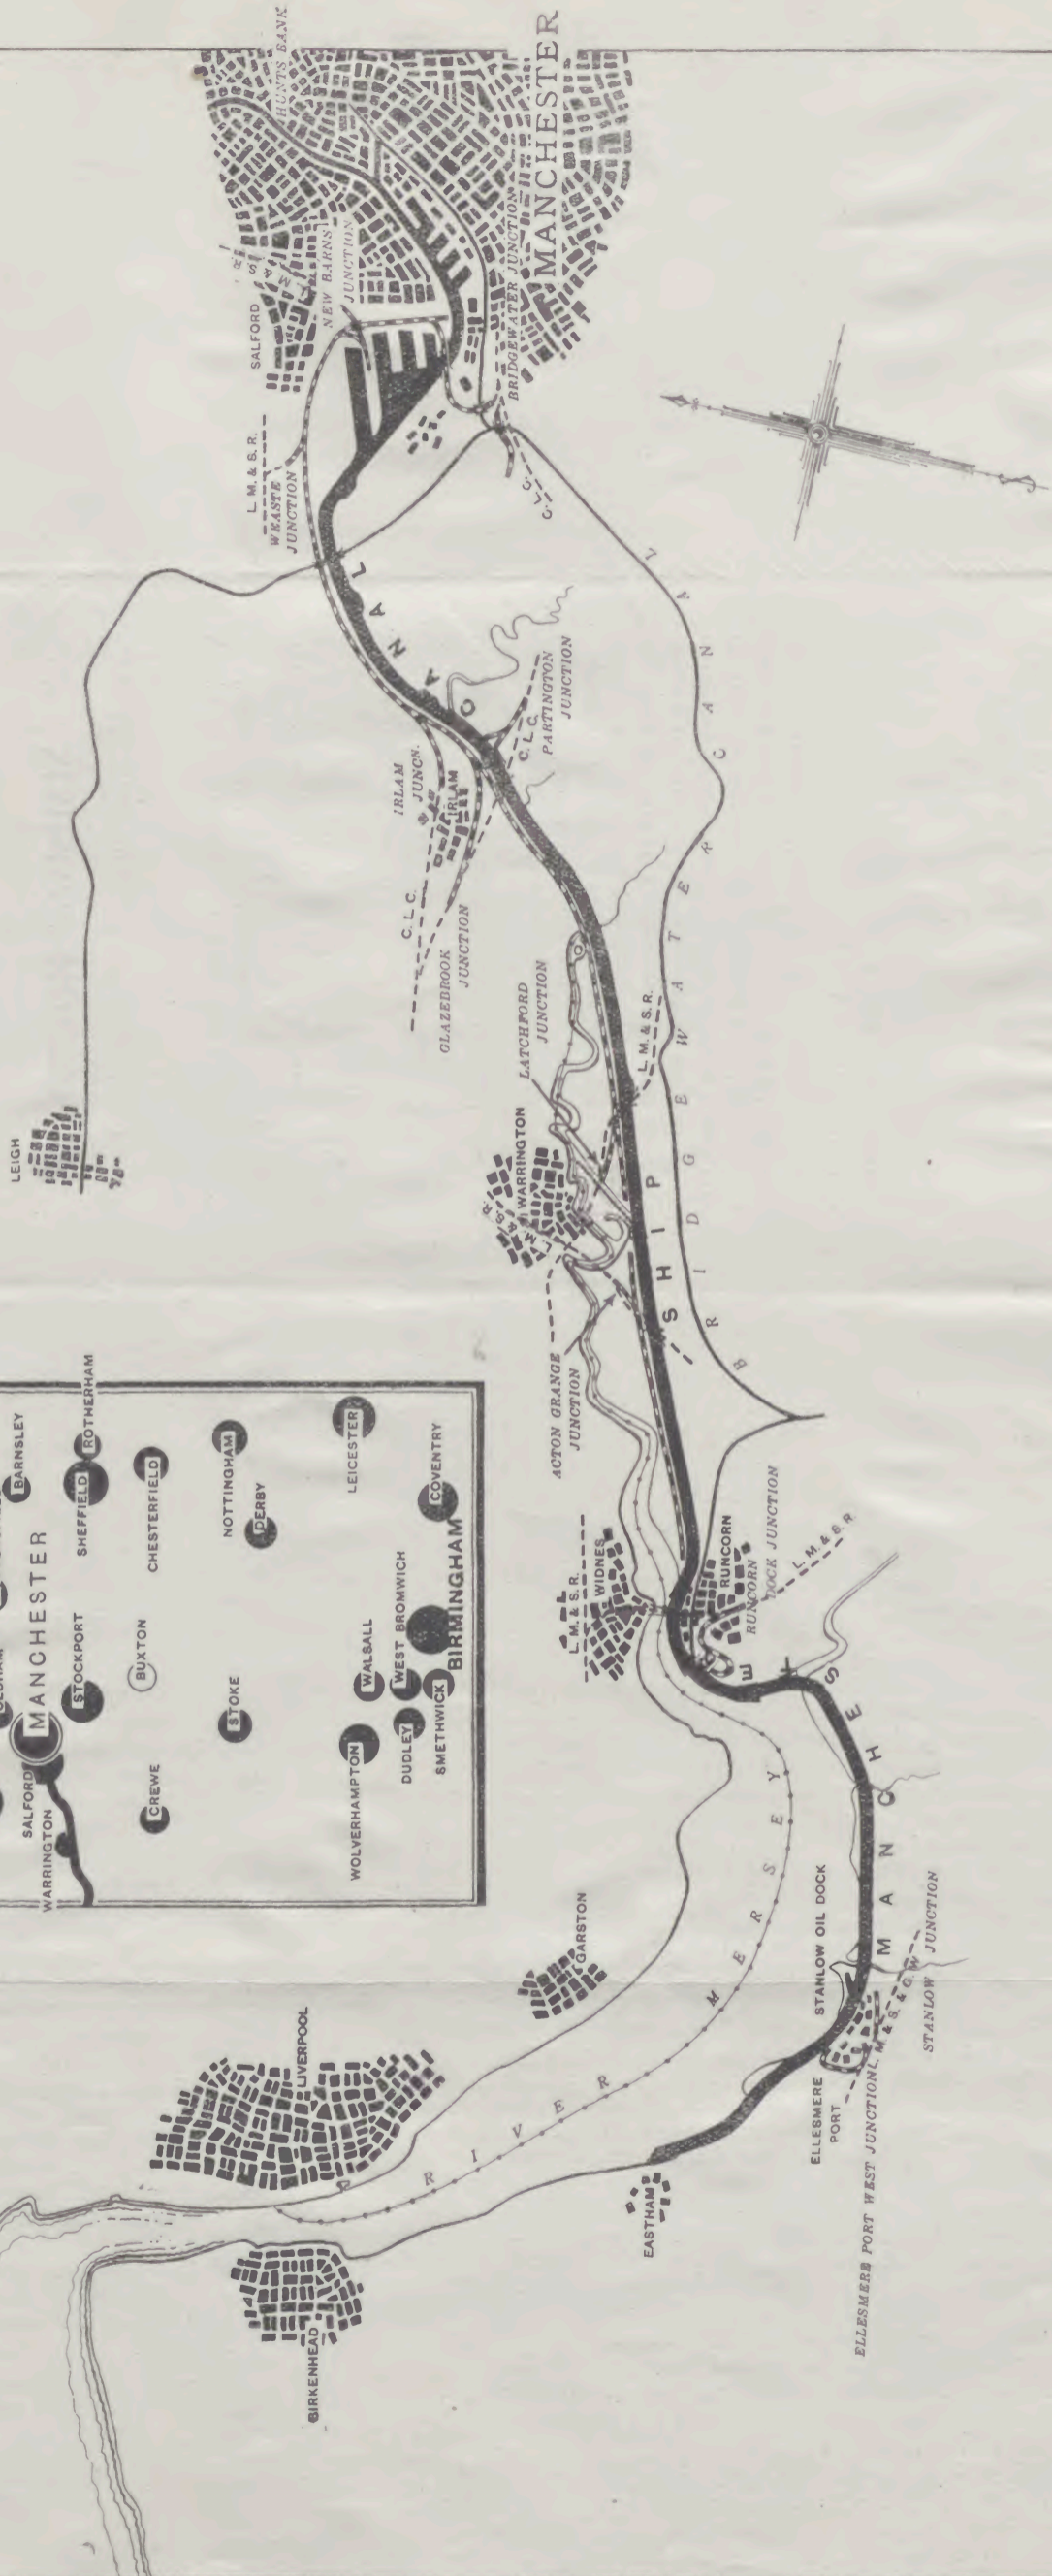 LEIGH
BARNSLEY
MANCHESTER
SALFORD
WARRINGTON
STOCKPORT
SHEFFIELD
ROTHERHAM
CREWE
BUXTON
CHESTERFIELD
STOKE
NOTTINGHAM
DERBY
WOLVERHAMPTON
WALSALL
LEICESTER
DUDLEY
WEST BROMWICH
SMETHWICK
BIRMINGHAM
COVENTRY
BIRKENHEAD
LIVERPOOL
GARSTON
EASTHAM
RIVER MERSEY
ELLESMERE
PORT
STANLOW OIL DOCK
ELLESMERE PORT WEST JUNCTION
L. M. & S. & G. W.
STANLOW JUNCTION
MANCHESTER SHIP CANAL
L. M. & S. R.
WIDNES
RUNCORN
RUNCORN
DOCK JUNCTION
L. M. & S. R.
ACTON GRANGE
JUNCTION
L. M. & S. R.
WARRINGTON
LATCHFORD
JUNCTION
L. M. & S. R.
BRIDGEWATER CANAL
C. L. C.
GLAZEBROOK
JUNCTION
IRLAM
JUNCN.
IRLAM
C. L. C.
PARTINGTON
JUNCTION
L. M. & S. R.
WEASTE
JUNCTION
SALFORD
NEW BARNS
JUNCTION
HUNTS BANK
C. L. C.
BRIDGEWATER JUNCTION
MANCHESTER
S